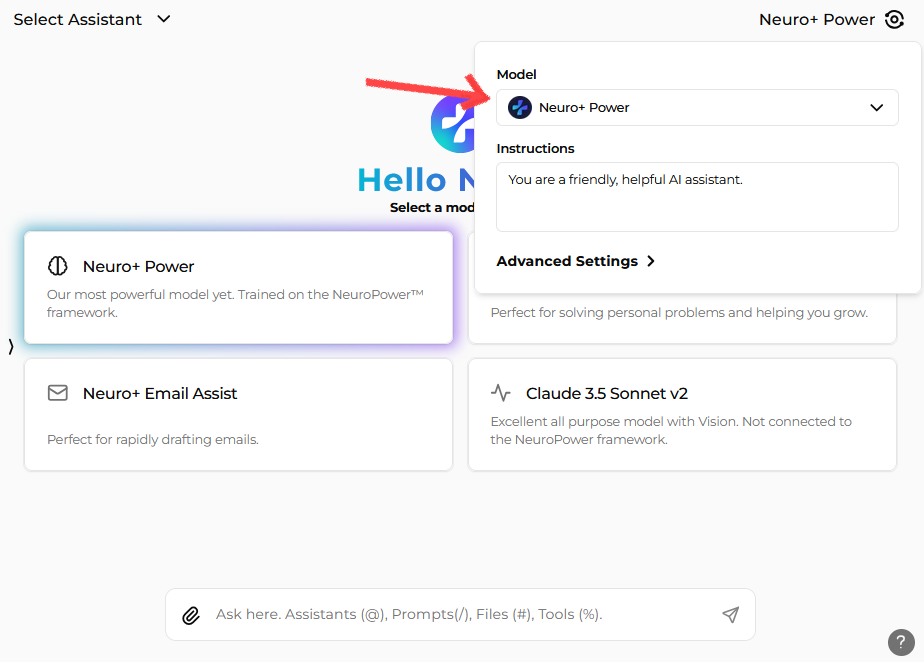 Select Assistant
Neuro+ Power
Model
Neuro+ Power
Instructions
You are a friendly, helpful AI assistant.
Advanced Settings
Hello
Select a mod
Neuro+ Power
Our most powerful model yet. Trained on the NeuroPower™
framework.
Perfect for solving personal problems and helping you grow.
Neuro+ Email Assist
Perfect for rapidly drafting emails.
Claude 3.5 Sonnet v2
Excellent all purpose model with Vision. Not connected to
the NeuroPower framework.
Ask here. Assistants (@), Prompts(/), Files (#), Tools (%).
?